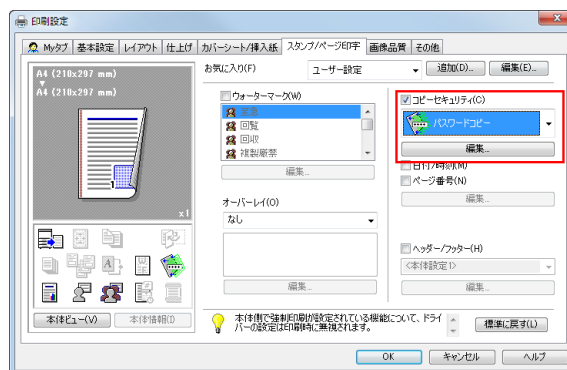 印刷設定
Myタブ 基本設定 レイアウト 仕上げ カバーシート/挿入紙 スタンプ/ページ印字 画像品質 その他
A4 (210x297 mm)
A4 (210x297 mm)
1
x1
本体ビュー(V) 本体情報(I)
お気に入り(F) ユーザー設定 追加(D)... 編集(E)...
ウォーターマーク(W)
至急
回覧
回収
複製厳禁
編集...
オーバーレイ(O)
なし
編集...
コピーセキュリティ(C)
パスワードコピー
編集...
日付/時刻(M)
ページ番号(N)
編集...
ヘッダー/フッター(H)
<本体設定1>
編集...
本体側で強制印刷が設定されている機能について、ドライ
バーの設定は印刷時に無視されます。
標準に戻す(L)
OK キャンセル ヘルプ